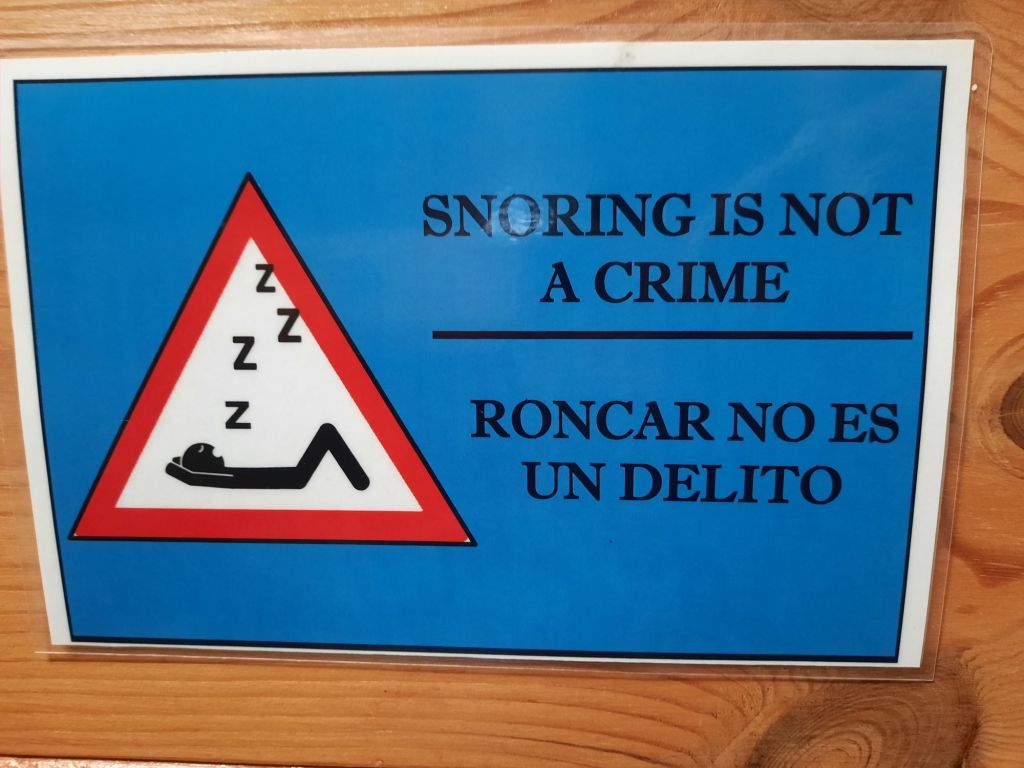 Z
Z
Z
Z
SNORING IS NOT
A CRIME
RONCAR NO ES
UN DELITO